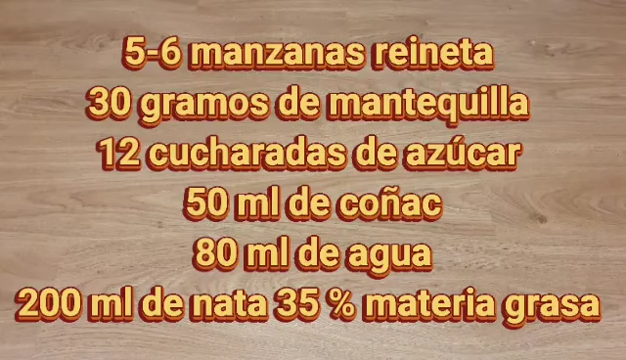 5-6 manzanas reineta
30 gramos de mantequilla
12 cucharadas de azúcar
50 ml de coñac
80 ml de agua
200 ml de nata 35 % materia grasa